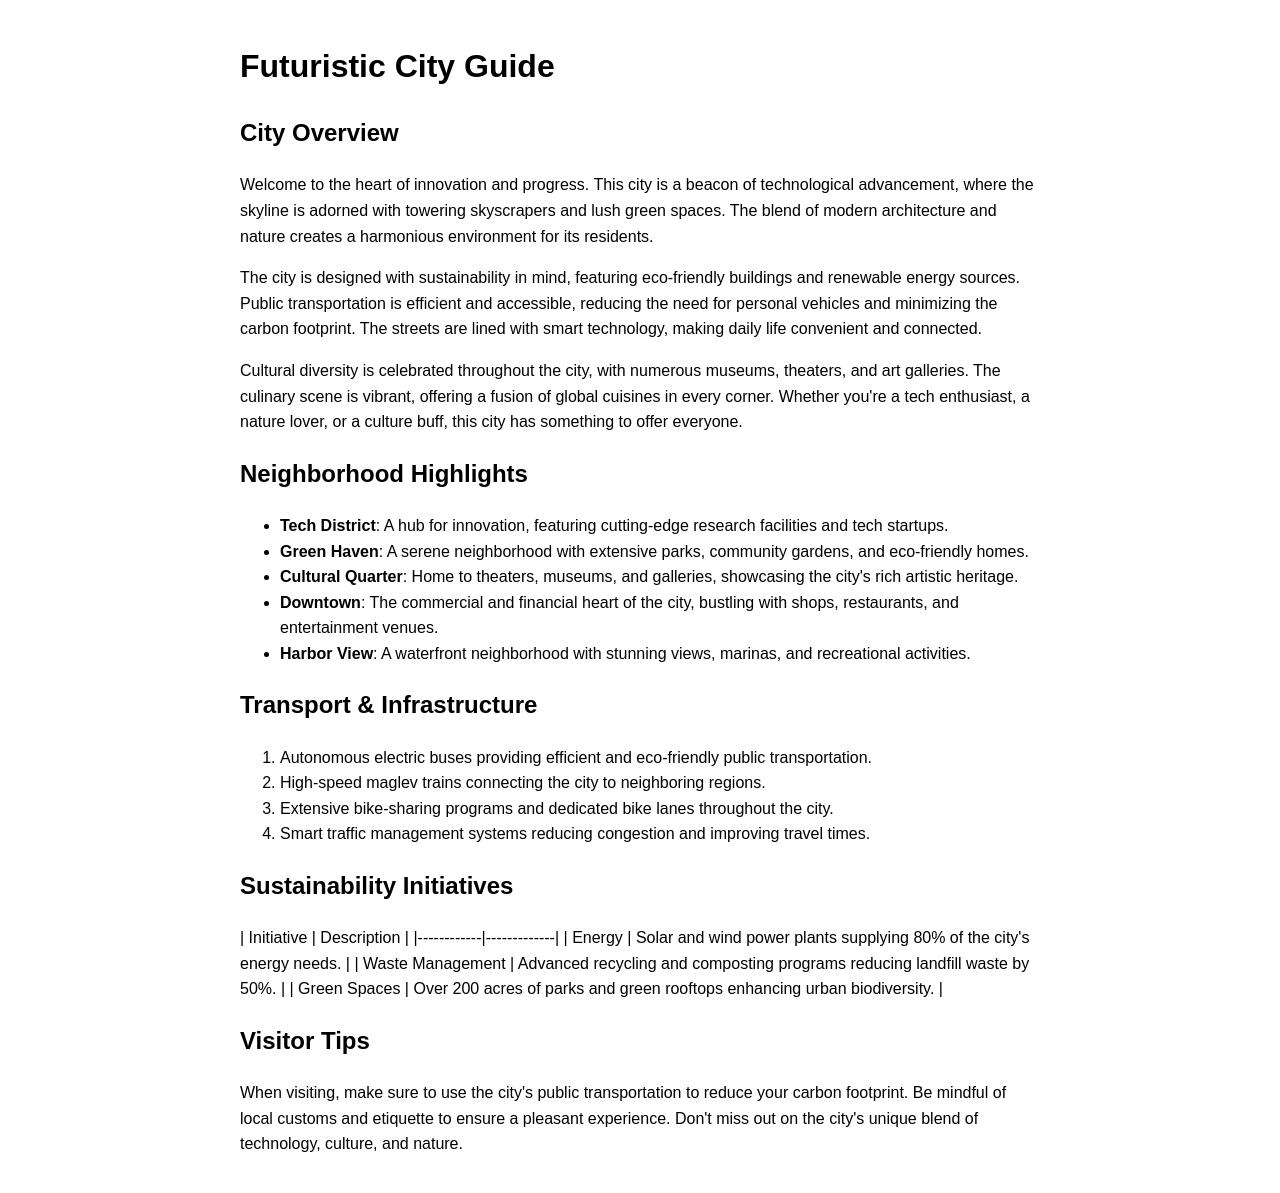 Futuristic City Guide
City Overview
Welcome to the heart of innovation and progress. This city is a beacon of technological advancement, where the
skyline is adorned with towering skyscrapers and lush green spaces. The blend of modern architecture and
nature creates a harmonious environment for its residents.
The city is designed with sustainability in mind, featuring eco-friendly buildings and renewable energy sources.
Public transportation is efficient and accessible, reducing the need for personal vehicles and minimizing the
carbon footprint. The streets are lined with smart technology, making daily life convenient and connected.
Cultural diversity is celebrated throughout the city, with numerous museums, theaters, and art galleries. The
culinary scene is vibrant, offering a fusion of global cuisines in every corner. Whether you're a tech enthusiast, a
nature lover, or a culture buff, this city has something to offer everyone.
Neighborhood Highlights
• Tech District: A hub for innovation, featuring cutting-edge research facilities and tech startups.
• Green Haven: A serene neighborhood with extensive parks, community gardens, and eco-friendly homes.
• Cultural Quarter: Home to theaters, museums, and galleries, showcasing the city's rich artistic heritage.
• Downtown: The commercial and financial heart of the city, bustling with shops, restaurants, and
entertainment venues.
• Harbor View: A waterfront neighborhood with stunning views, marinas, and recreational activities.
Transport & Infrastructure
1. Autonomous electric buses providing efficient and eco-friendly public transportation.
2. High-speed maglev trains connecting the city to neighboring regions.
3. Extensive bike-sharing programs and dedicated bike lanes throughout the city.
4. Smart traffic management systems reducing congestion and improving travel times.
Sustainability Initiatives
| Initiative | Description | |------------|-------------| | Energy | Solar and wind power plants supplying 80% of the city's
energy needs. | | Waste Management | Advanced recycling and composting programs reducing landfill waste by
50%. | | Green Spaces | Over 200 acres of parks and green rooftops enhancing urban biodiversity. |
Visitor Tips
When visiting, make sure to use the city's public transportation to reduce your carbon footprint. Be mindful of
local customs and etiquette to ensure a pleasant experience. Don't miss out on the city's unique blend of
technology, culture, and nature.